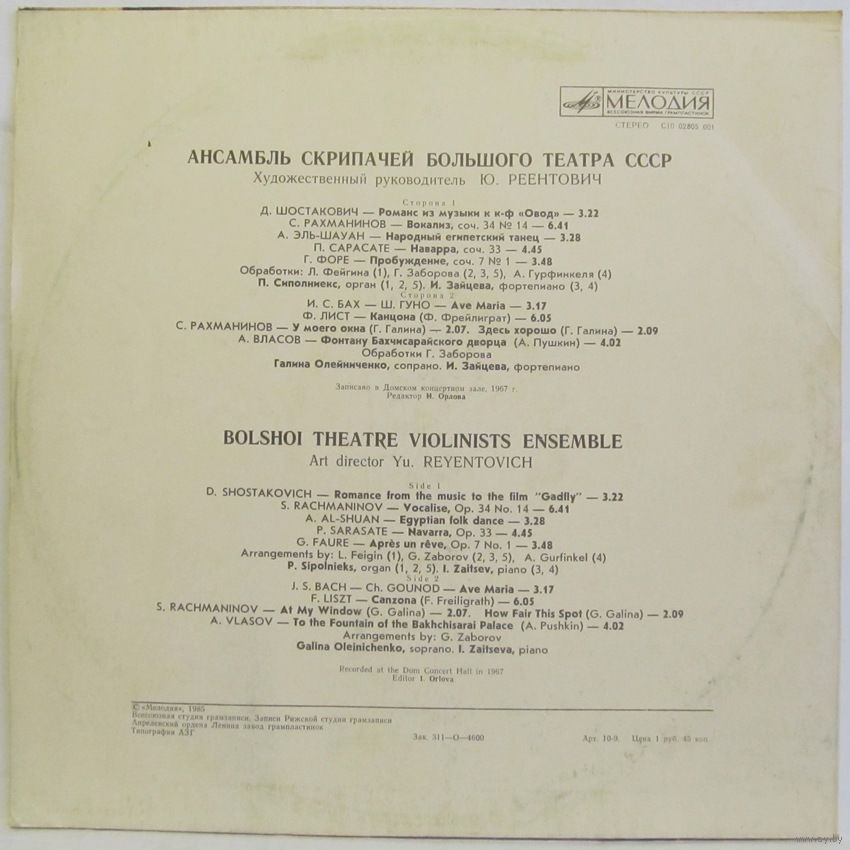 МИНИСТЕРСТВО КУЛЬТУРЫ СССР
МЕЛОДИЯ
ВСЕСОЮЗНАЯ ФИРМА ГРАМПЛАСТИНОК
СТЕРЕО С10 02805 001
АНСАМБЛЬ СКРИПАЧЕЙ БОЛЬШОГО ТЕАТРА СССР
Художественный руководитель Ю. РЕЕНТОВИЧ
Сторона 1
Д. ШОСТАКОВИЧ — Романс из музыки к к-ф «Овод» — 3.22
С. РАХМАНИНОВ — Вокализ, соч. 34 № 14 — 6.41
А. ЭЛЬ-ШАУАН — Народный египетский танец — 3.28
П. САРАСАТЕ — Наварра, соч. 33 — 4.45
Г. ФОРЕ — Пробуждение, соч. 7 № 1 — 3.48
Обработки: Л. Фейгина (1), Г. Заборова (2, 3, 5), А. Гурфинкеля (4)
П. Сиполниекс, орган (1, 2, 5). И. Зайцева, фортепиано (3, 4)
Сторона 2
И. С. БАХ — Ш. ГУНО — Ave Maria — 3.17
Ф. ЛИСТ — Канцона (Ф. Фрейлиграт) — 6.05
С. РАХМАНИНОВ — У моего окна (Г. Галина) — 2.07. Здесь хорошо (Г. Галина) — 2.09
А. ВЛАСОВ — Фонтану Бахчисарайского дворца (А. Пушкин) — 4.02
Обработки Г. Заборова
Галина Олейниченко, сопрано. И. Зайцева, фортепиано
Записано в Домском концертном зале, 1967 г.
Редактор И. Орлова
BOLSHOI THEATRE VIOLINISTS ENSEMBLE
Art director Yu. REYENTOVICH
Side 1
D. SHOSTAKOVICH — Romance from the music to the film "Gadlly" — 3.22
S. RACHMANINOV — Vocalise, Op. 34 No. 14 — 6.41
A. AL-SHUAN — Egyptian folk dance — 3.28
P. SARASATE — Navarra, Op. 33 — 4.45
G. FAURE — Après un rêve, Op. 7 No. 1 — 3.48
Arrangements by: L. Feigin (1), G. Zaborov (2, 3, 5), A. Gurfinkel (4)
P. Sipolnieks, organ (1, 2, 5). I. Zaitsev, piano (3, 4)
Side 2
J. S. BACH — Ch. GOUNOD — Ave Maria — 3.17
F. LISZT — Canzona (F. Freiligrath) — 6.05
S. RACHMANINOV — At My Window (G. Galina) — 2.07. How Fair This Spot (G. Galina) — 2.09
A. VLASOV — To the Fountain of the Bakhchisarai Palace (A. Pushkin) — 4.02
Arrangements by: G. Zaborov
Galina Oleinichenko, soprano. I. Zaitseva, piano
Recorded at the Dom Concert Hall in 1967
Editor I. Orlova
© «Мелодия», 1985
Всесоюзная студия грамзаписи. Записи Рижской студии грамзаписи
Апрелевский ордена Ленина завод грампластинок
Типография АЗГ
Зак. 311—О—4600
Арт. 10-9. Цена 1 руб. 45 коп.
www.ay.by